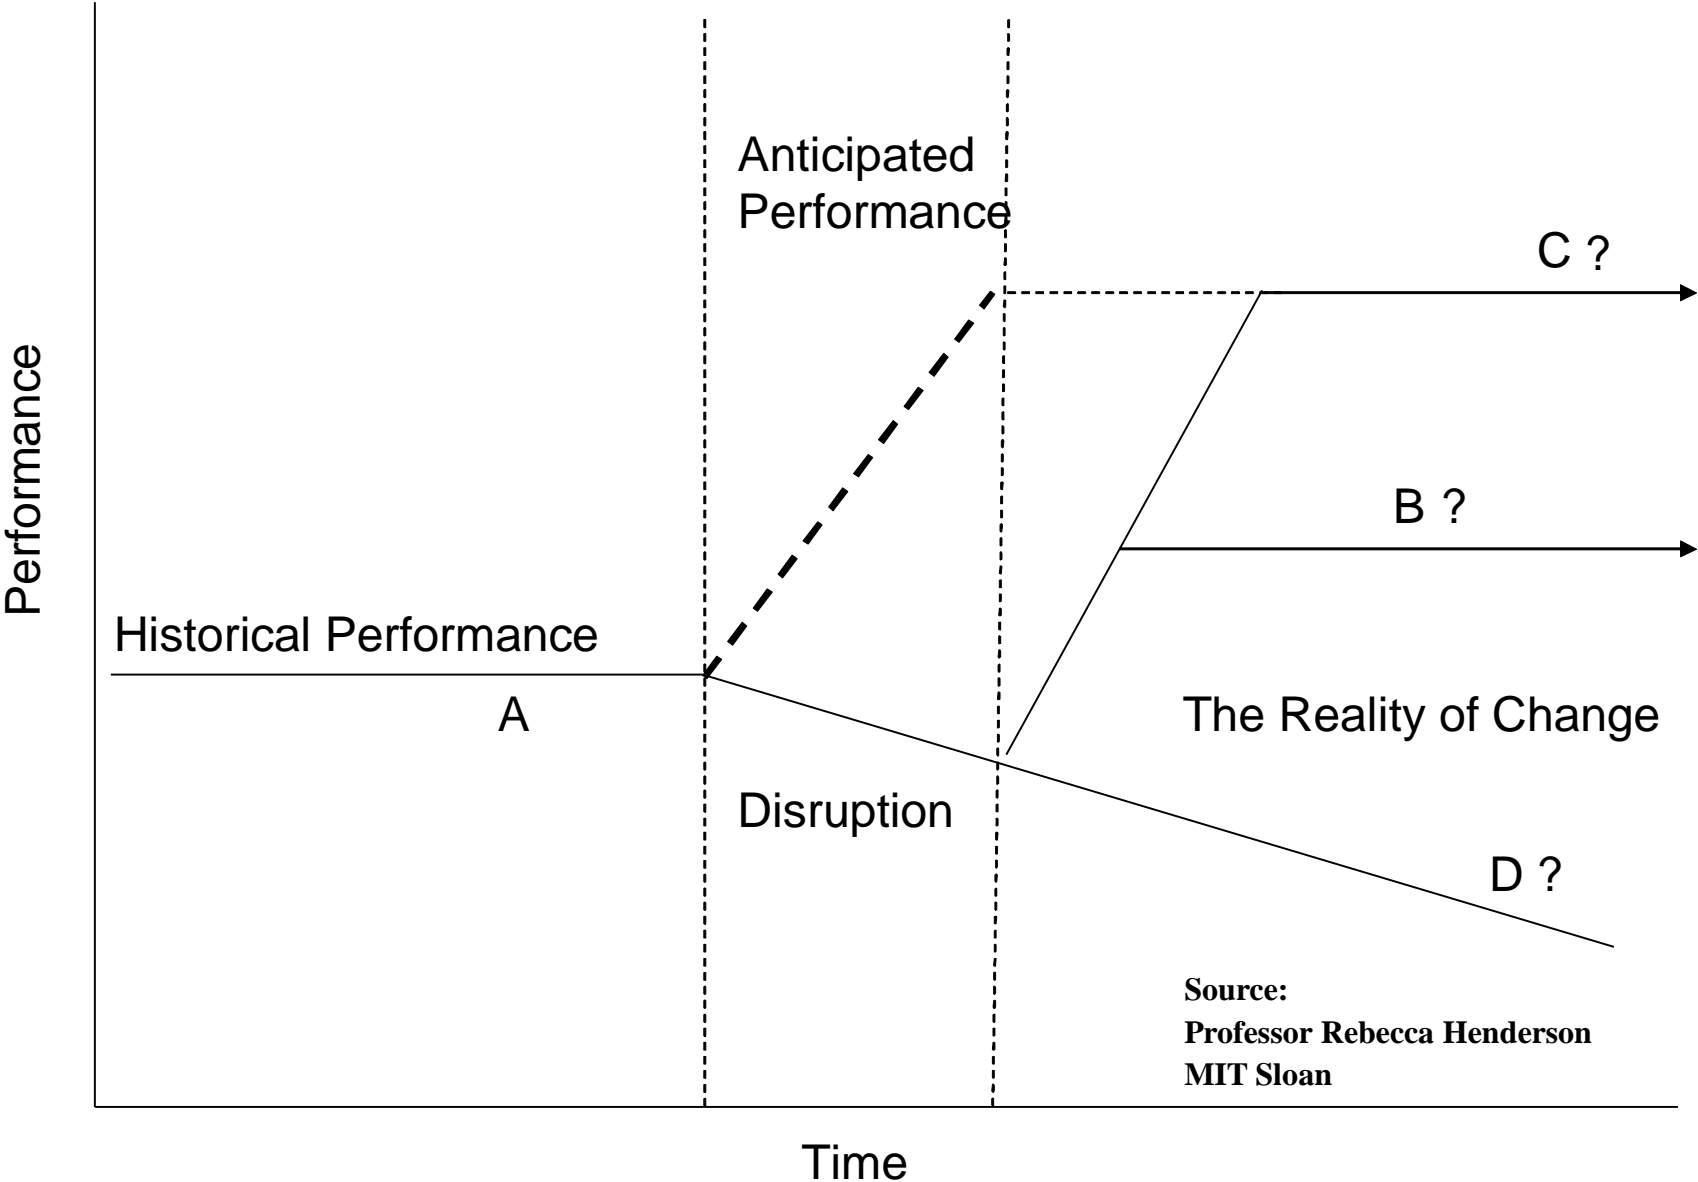 Anticipated
Performance
C ?
Performance
B ?
Historical Performance
A
The Reality of Change
Disruption
D ?
Source:
Professor Rebecca Henderson
MIT Sloan
Time